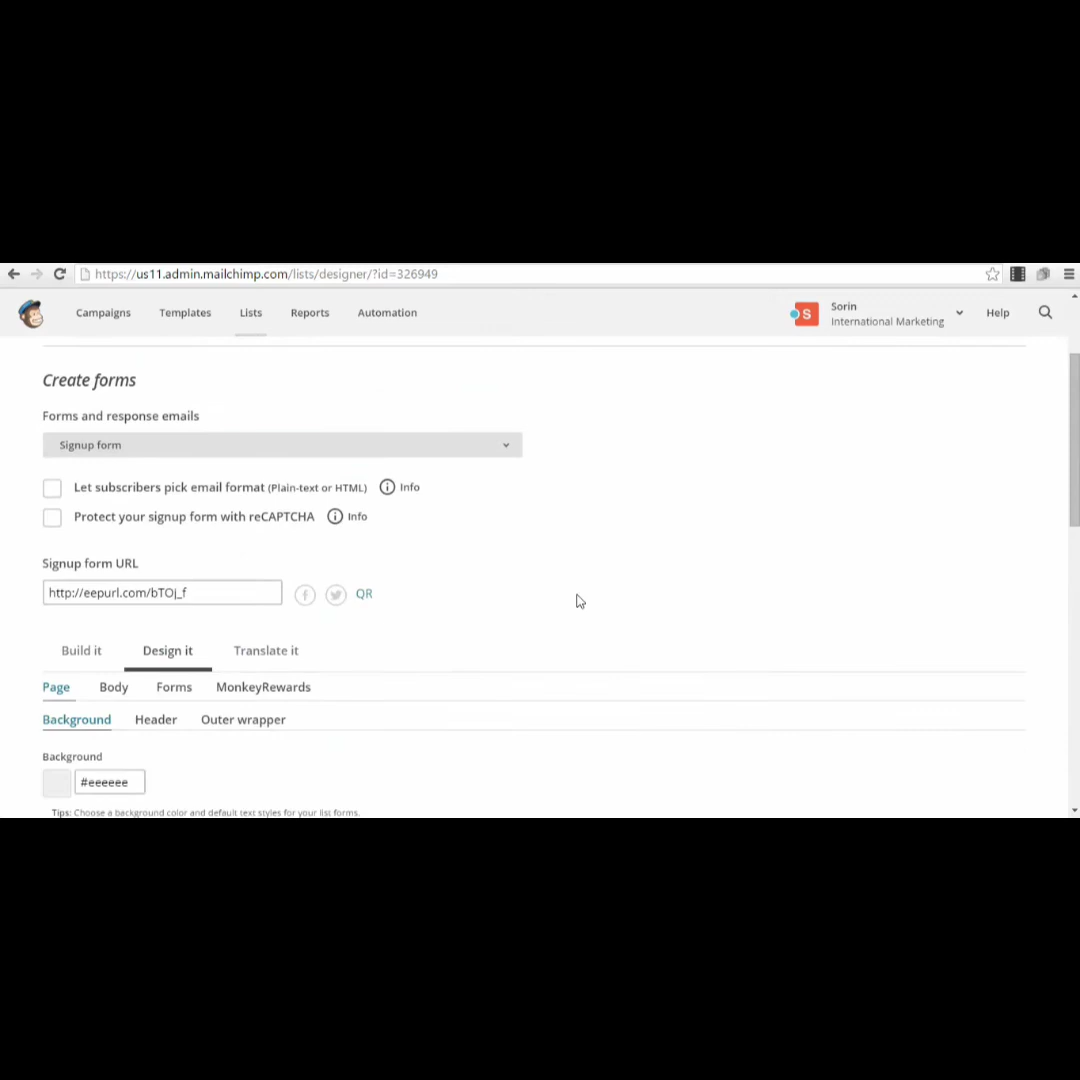 https://us11.admin.mailchimp.com/lists/designer/?id=326949
Campaigns Templates Lists Reports Automation S Sorin Help
International Marketing
Create forms
Forms and response emails
Signup form
Let subscribers pick email format (Plain-text or HTML) i Info
Protect your signup form with reCAPTCHA i Info
Signup form URL
http://eepurl.com/bTOj_f f QR
Build it Design it Translate it
Page Body Forms MonkeyRewards
Background Header Outer wrapper
Background
#eeeeee
Tips: Choose a background color and default text styles for your list forms.